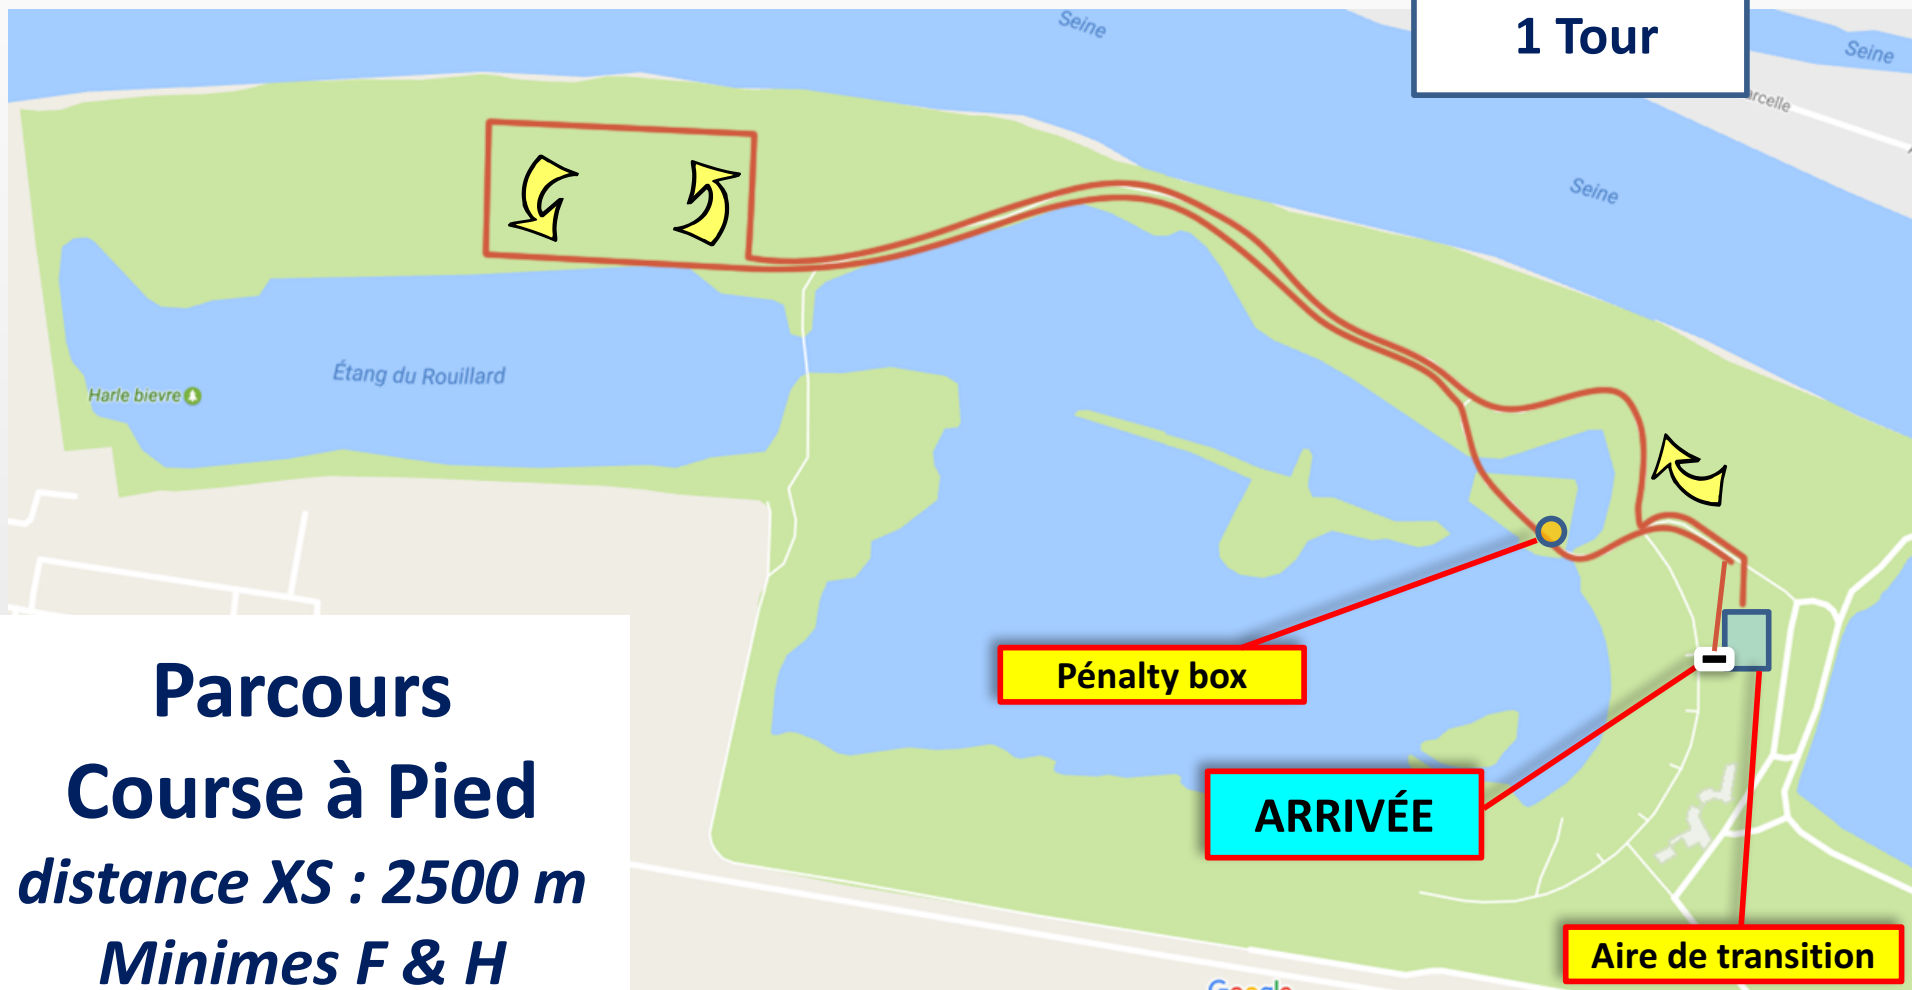 1 Tour
Seine
Seine
Seine
Étang du Rouillard
Harle bievre
Pénalty box
ARRIVÉE
Aire de transition
Parcours
Course à Pied
distance XS : 2500 m
Minimes F & H
Google